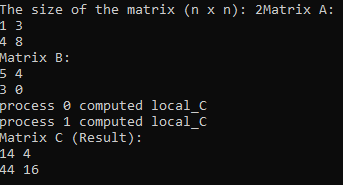 The size of the matrix (n x n): 2Matrix A:
1 3
4 8
Matrix B:
5 4
3 0
process 0 computed local_C
process 1 computed local_C
Matrix C (Result):
14 4
44 16